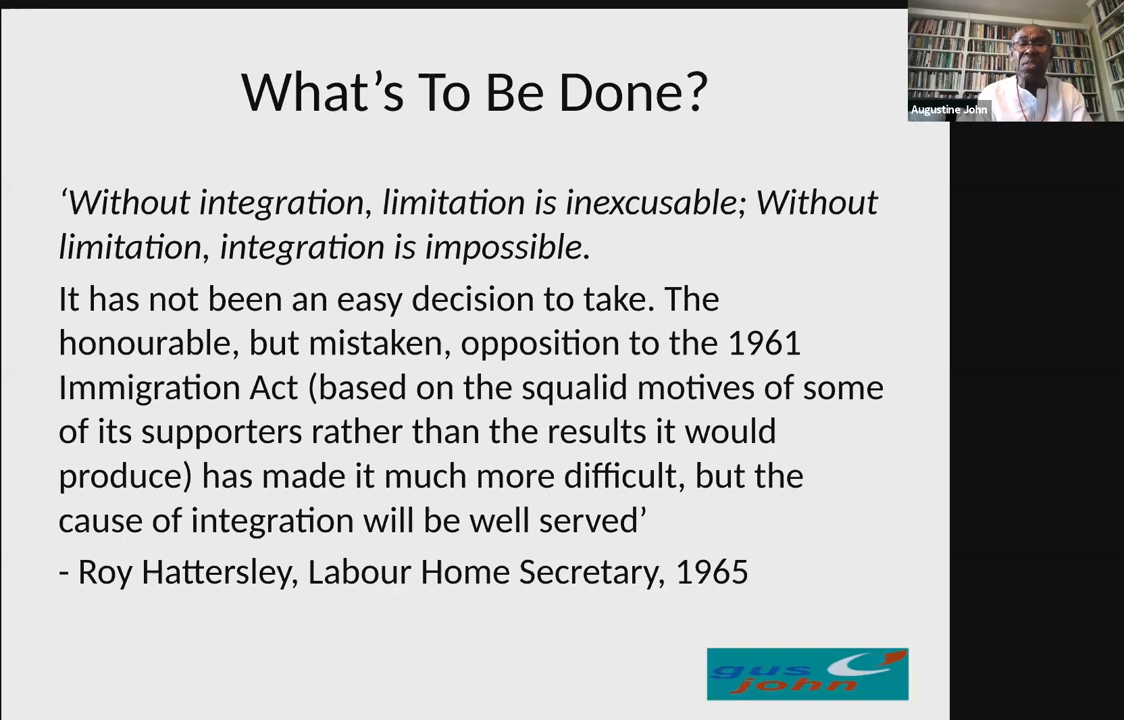 What’s To Be Done?
Augustine John
‘Without integration, limitation is inexcusable; Without
limitation, integration is impossible.
It has not been an easy decision to take. The
honourable, but mistaken, opposition to the 1961
Immigration Act (based on the squalid motives of some
of its supporters rather than the results it would
produce) has made it much more difficult, but the
cause of integration will be well served’
- Roy Hattersley, Labour Home Secretary, 1965
gus
john